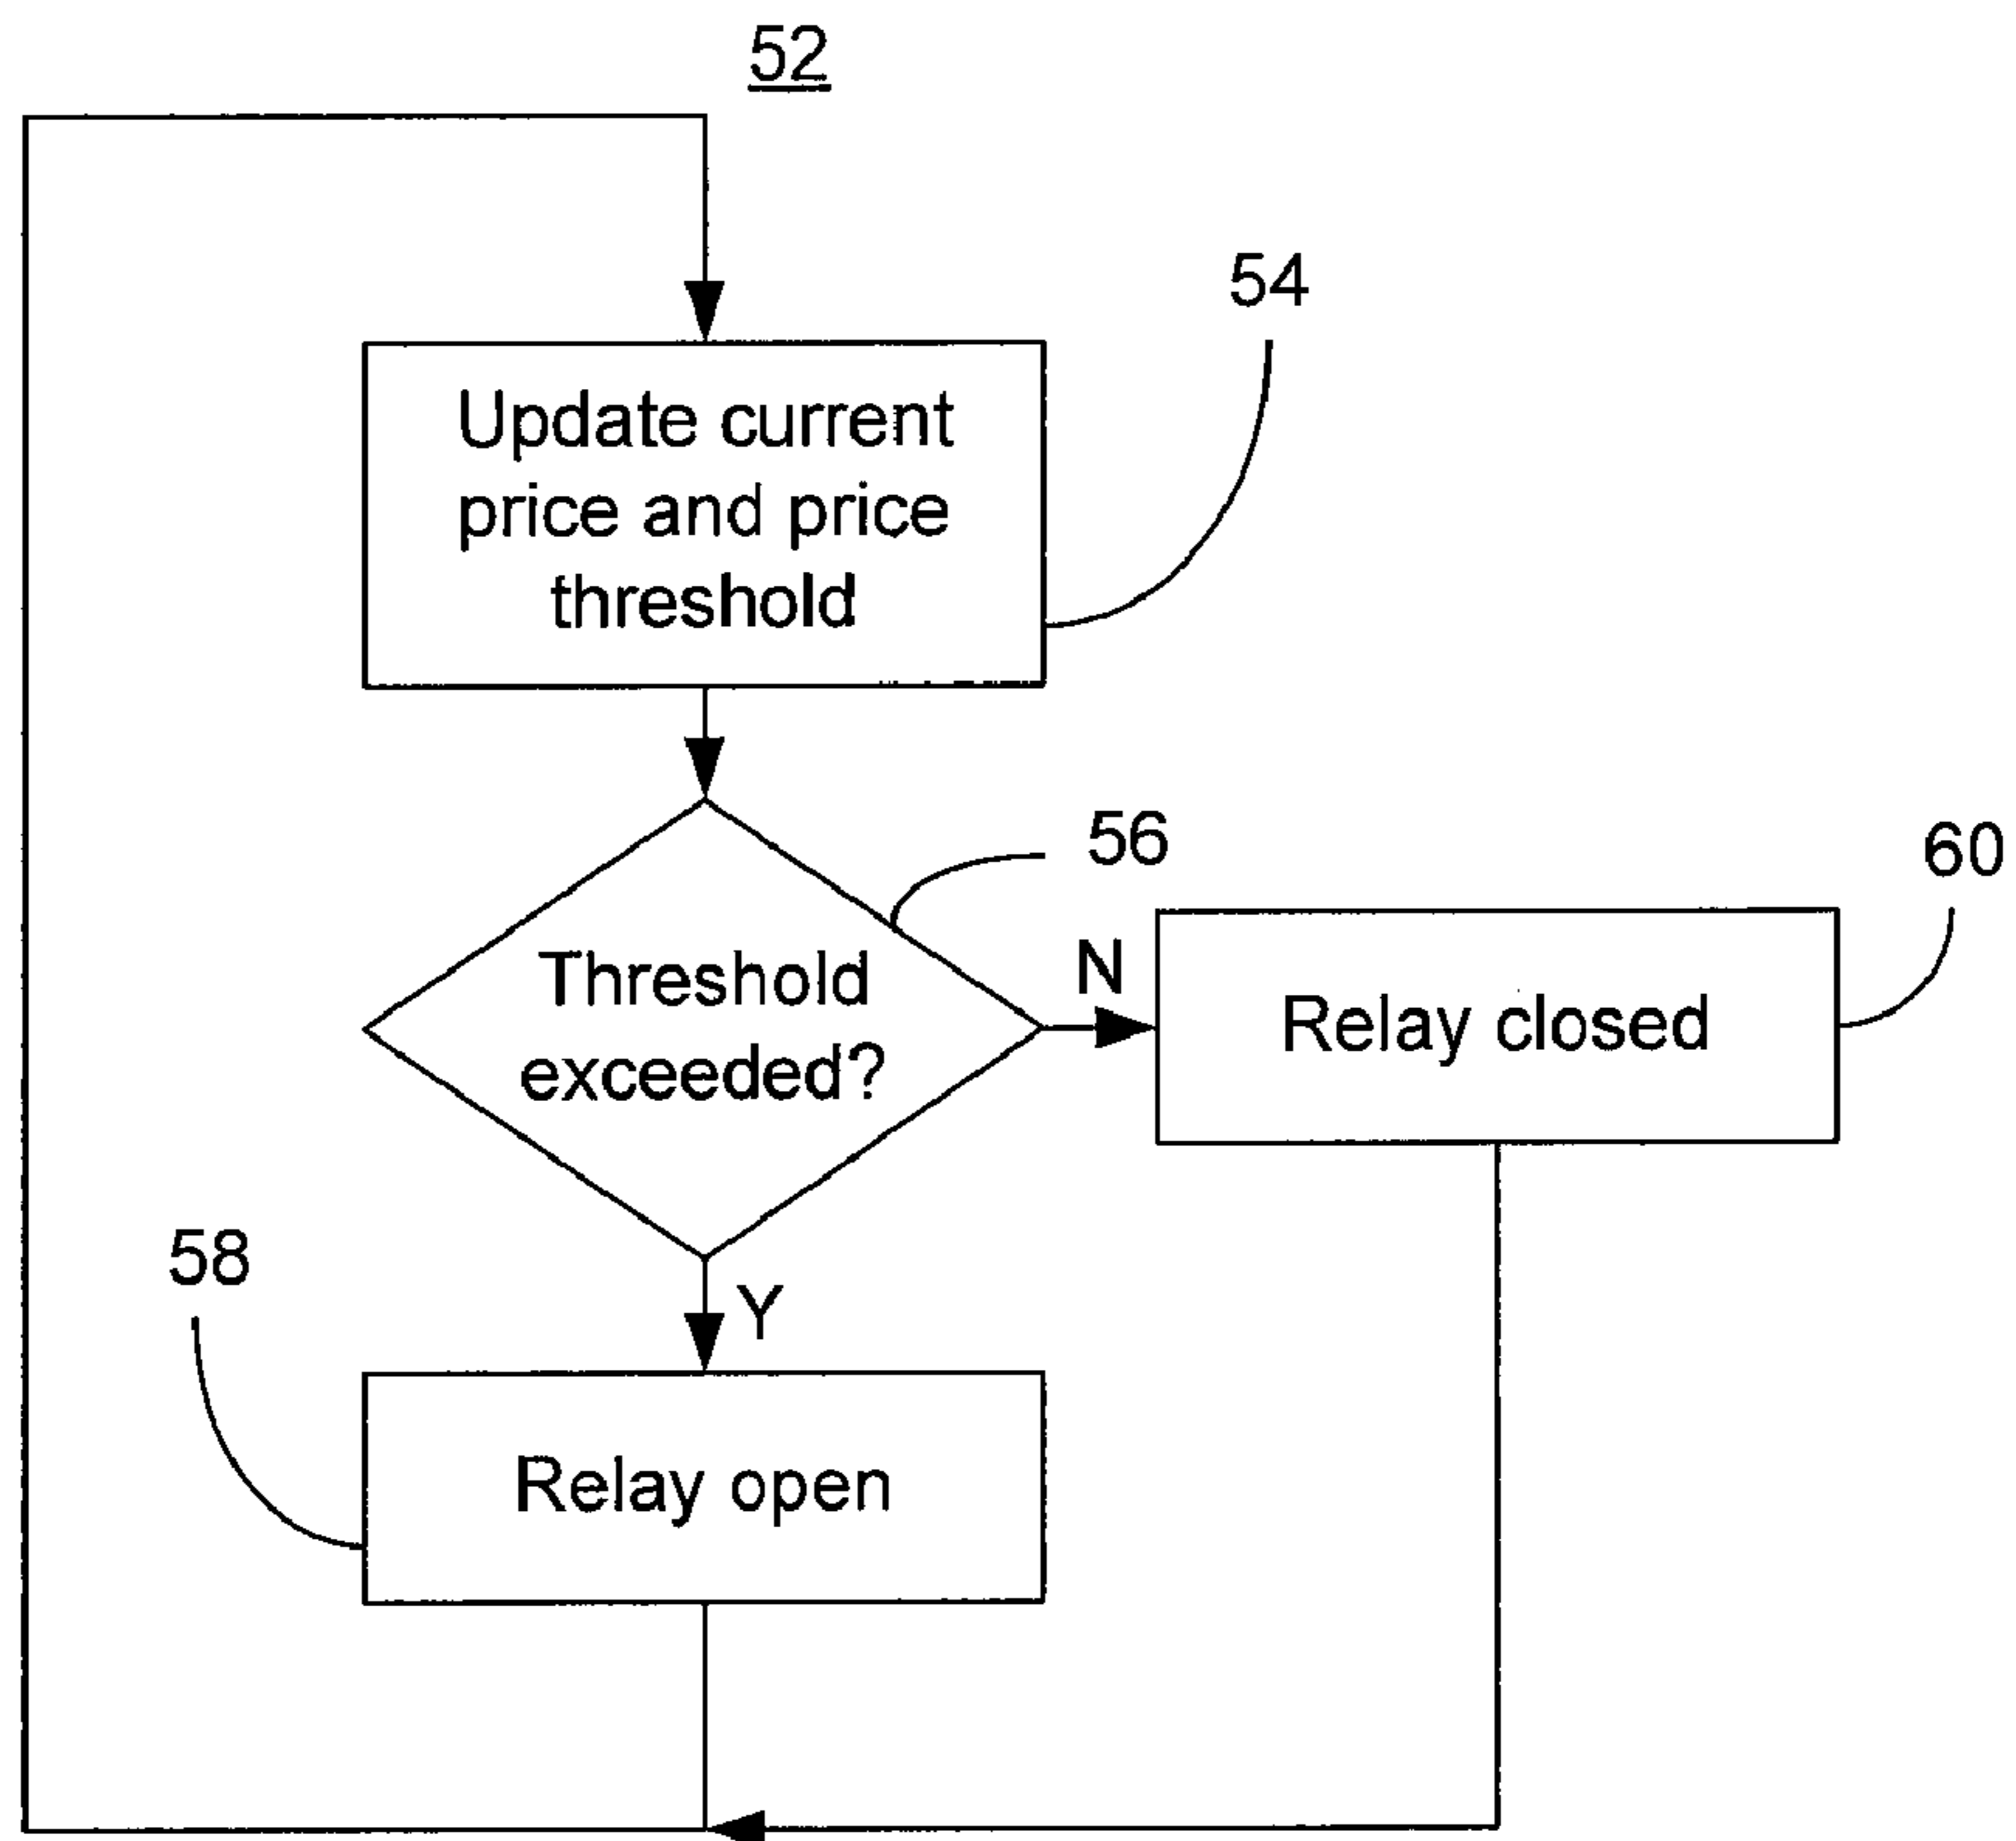 52
54
Update current
price and price
threshold
56
60
Threshold
exceeded?
N
Relay closed
58
Y
Relay open